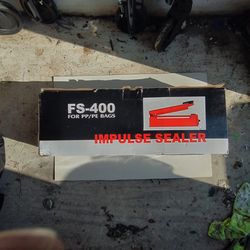 FS-400
FOR PP/PE BAGS
IMPULSE SEALER